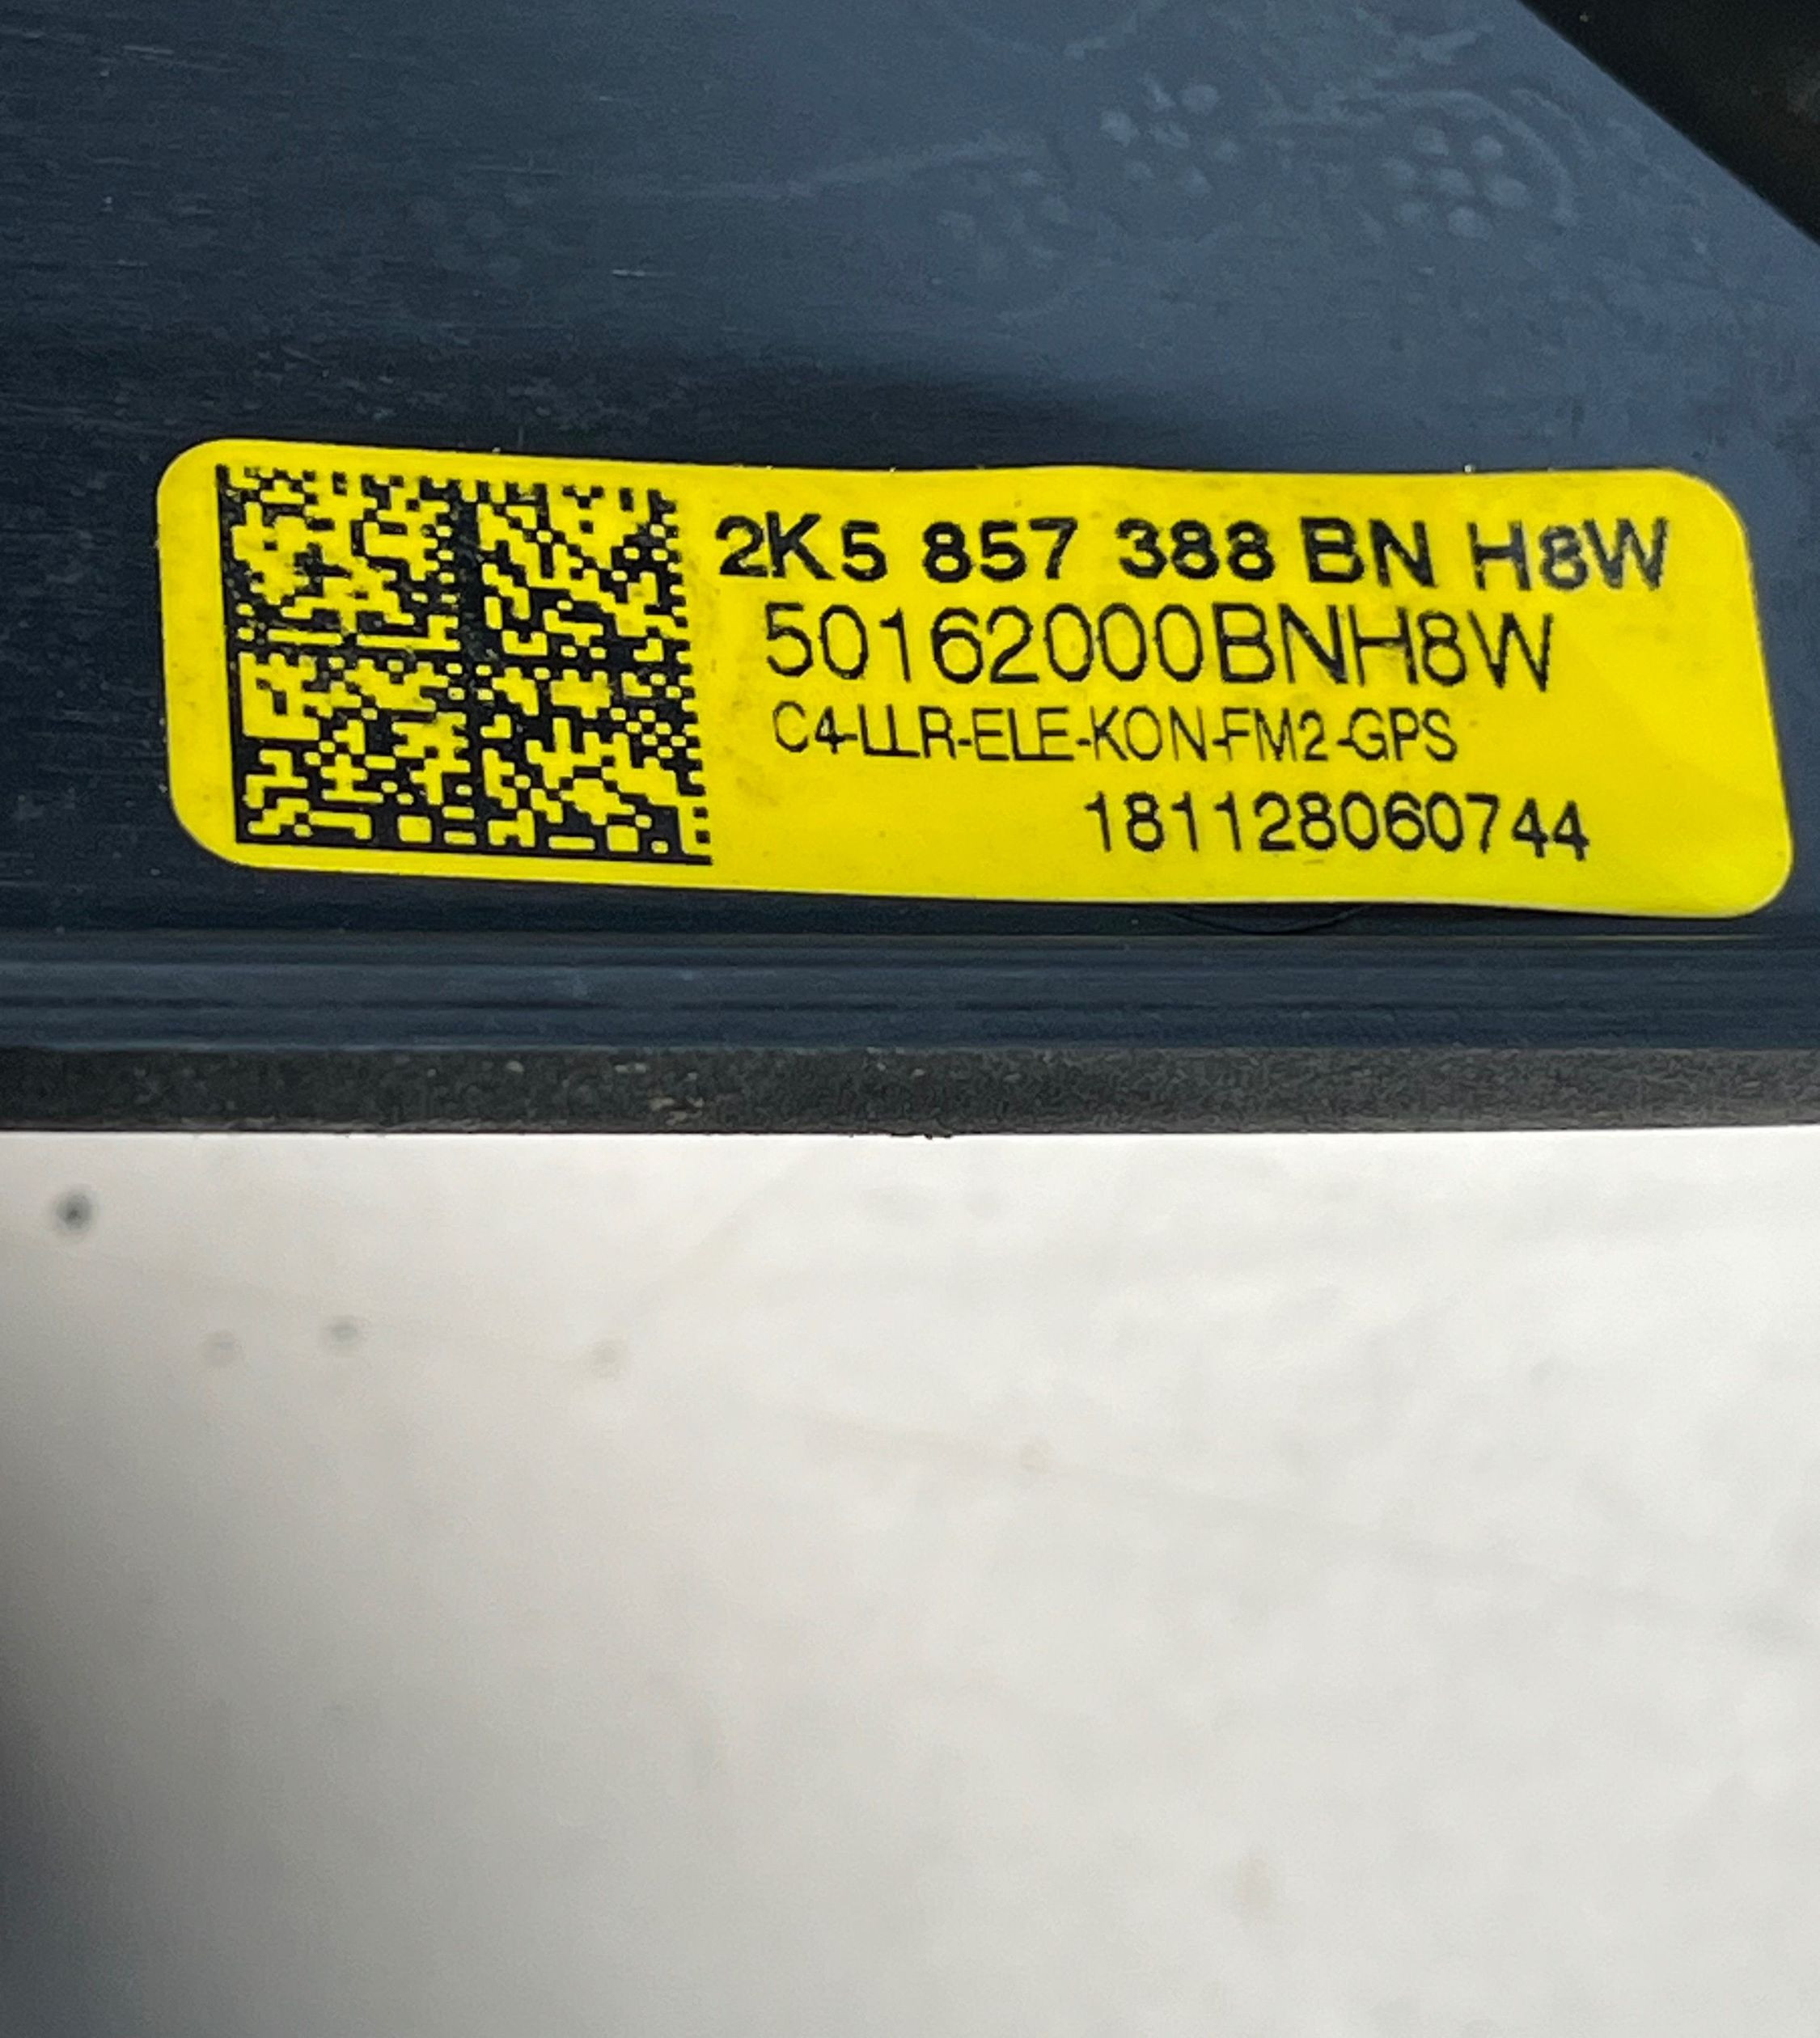 2K5 857 388 BN H8W
50162000BNH8W
C4-LLR-ELE-KON-FM2-GPS
181128060744